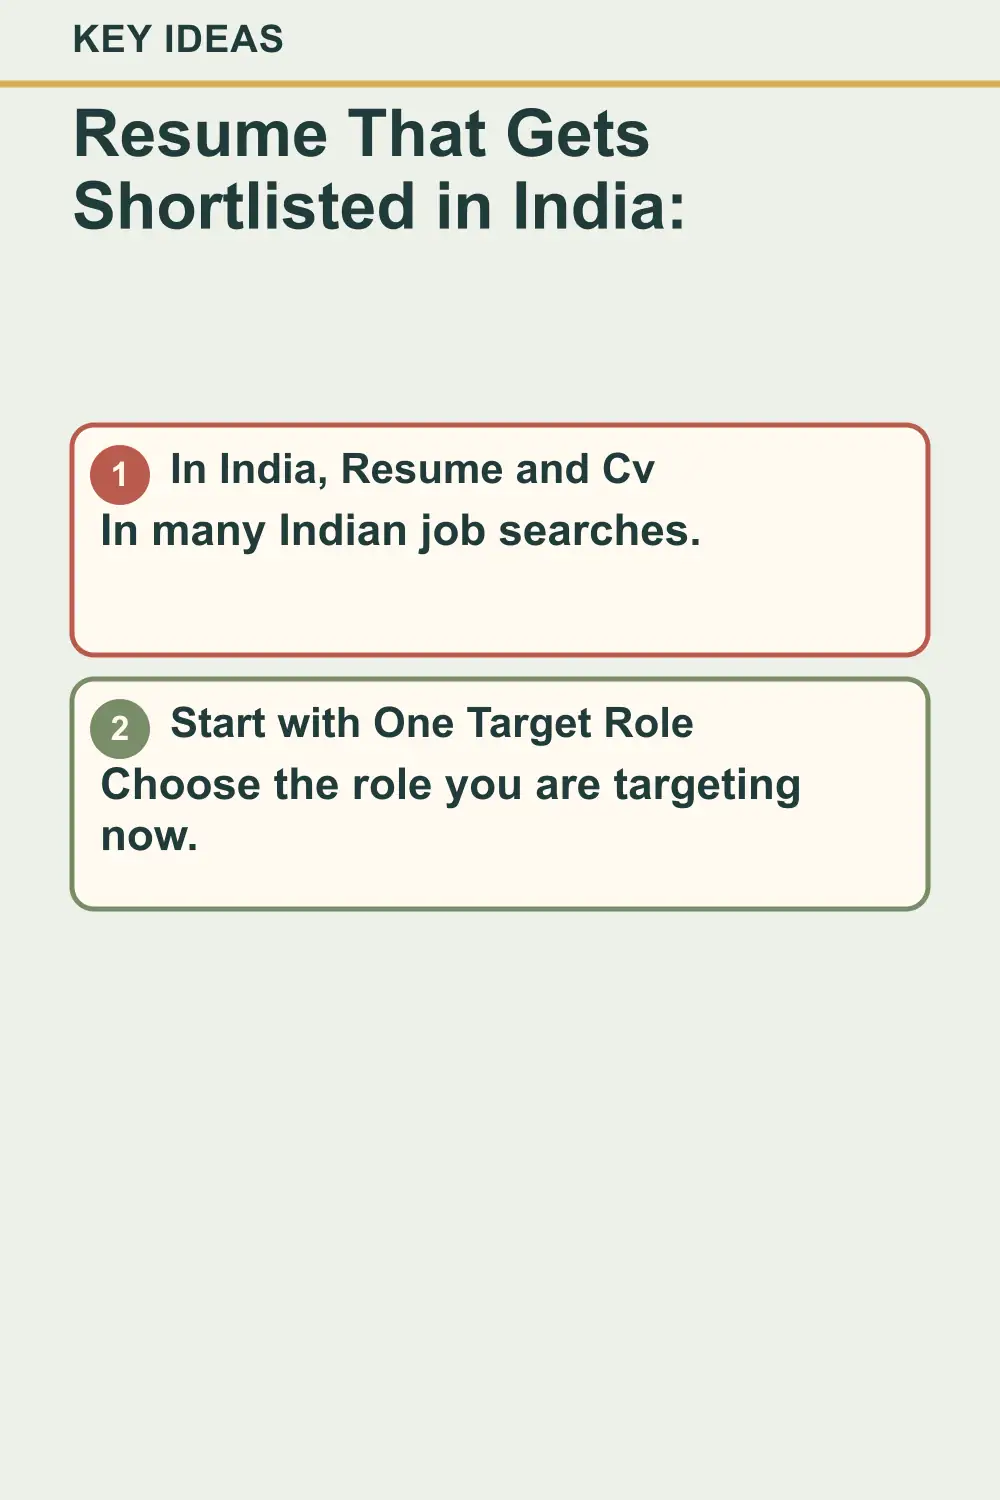 KEY IDEAS
Resume That Gets
Shortlisted in India:
1 In India, Resume and Cv
In many Indian job searches.
2 Start with One Target Role
Choose the role you are targeting
now.